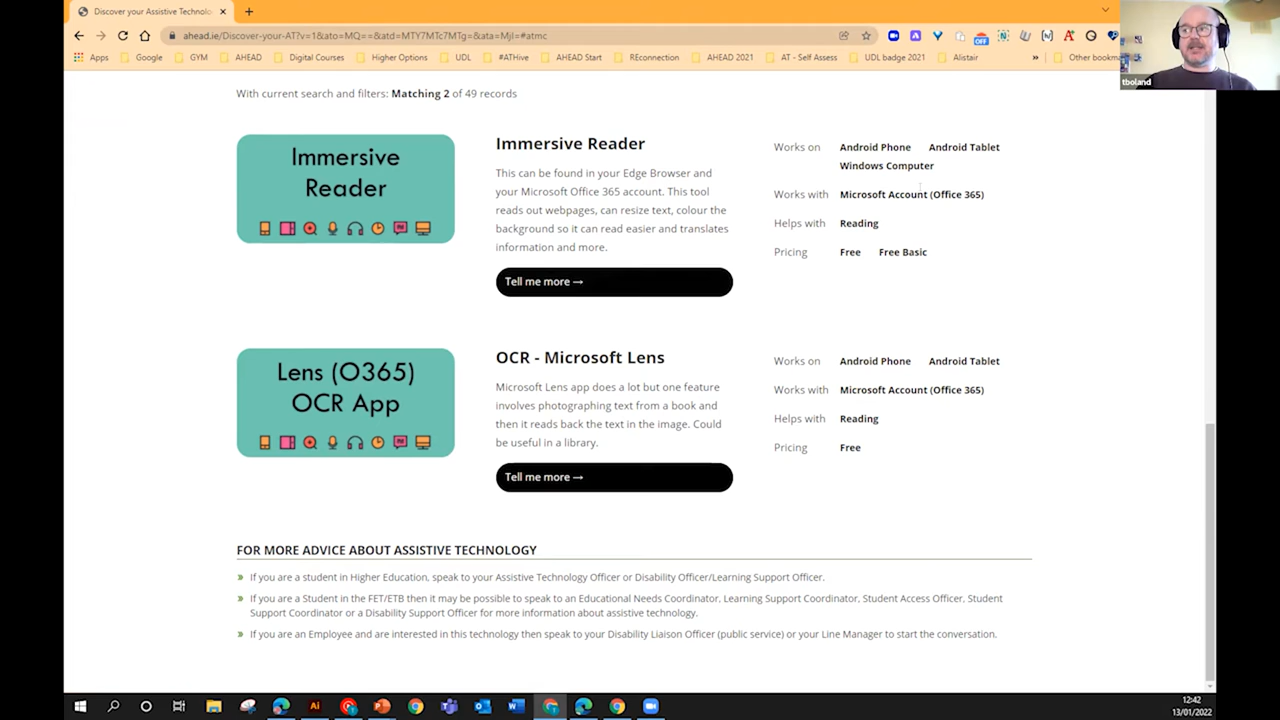 Discover your Assistive Technolo
ahead.ie/Discover-your-AT?v=1&ato=MQ==&atd=MTY7MTc7MTg=&ata=MjI=#atmc
Apps
Google
GYM
AHEAD
Digital Courses
Higher Options
UDL
#ATHive
AHEAD Start
REconnection
AHEAD 2021
AT - Self Assess
UDL badge 2021
Alistair
»
Other bookma
OFF
tboland
With current search and filters: Matching 2 of 49 records
Immersive
Reader
Immersive Reader
This can be found in your Edge Browser and
your Microsoft Office 365 account. This tool
reads out webpages, can resize text, colour the
background so it can read easier and translates
information and more.
Tell me more →
Works on Android Phone Android Tablet
Windows Computer
Works with Microsoft Account (Office 365)
Helps with Reading
Pricing Free Free Basic
Lens (O365)
OCR App
OCR - Microsoft Lens
Microsoft Lens app does a lot but one feature
involves photographing text from a book and
then it reads back the text in the image. Could
be useful in a library.
Tell me more →
Works on Android Phone Android Tablet
Works with Microsoft Account (Office 365)
Helps with Reading
Pricing Free
FOR MORE ADVICE ABOUT ASSISTIVE TECHNOLOGY
» If you are a student in Higher Education, speak to your Assistive Technology Officer or Disability Officer/Learning Support Officer.
» If you are a Student in the FET/ETB then it may be possible to speak to an Educational Needs Coordinator, Learning Support Coordinator, Student Access Officer, Student
Support Coordinator or a Disability Support Officer for more information about assistive technology.
» If you are an Employee and are interested in this technology then speak to your Disability Liaison Officer (public service) or your Line Manager to start the conversation.
12:42
13/01/2022